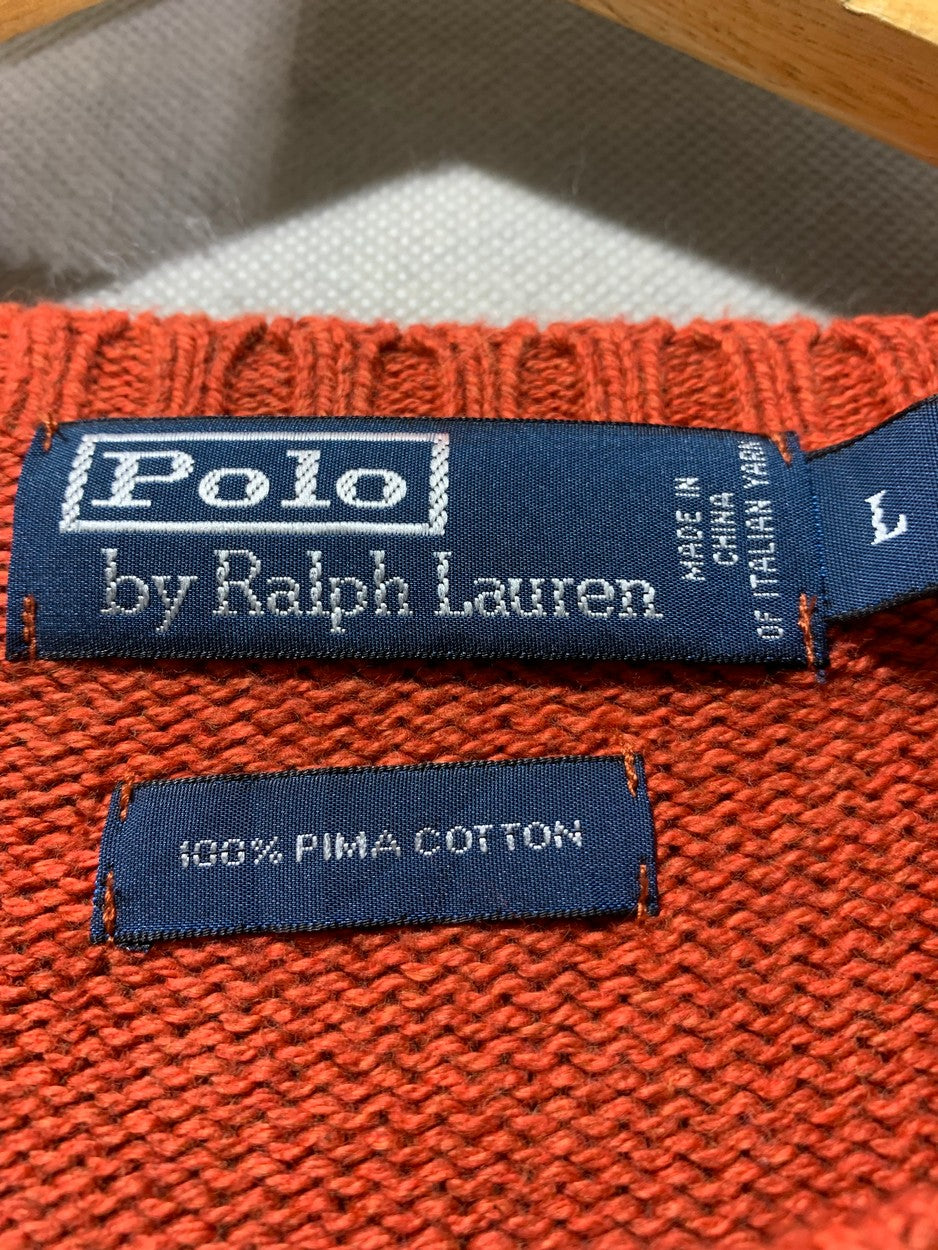 Polo
by Ralph Lauren
MADE IN
CHINA
OF ITALIAN YARN
L
100% PIMA COTTON